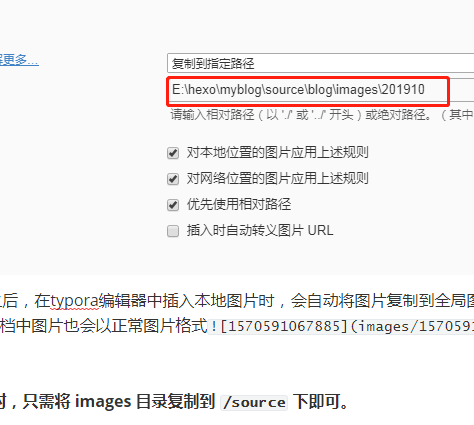 更多...
复制到指定路径
E:\hexo\myblog\source\blog\images\201910
请输入相对路径（以 './' 或 '../' 开头）或绝对路径。（其中
对本地位置的图片应用上述规则
对网络位置的图片应用上述规则
优先使用相对路径
插入时自动转义图片 URL
后，在typora编辑器中插入本地图片时，会自动将图片复制到全局
档中图片也会以正常图片格式![1570591067885](images/157059
，只需将 images 目录复制到 /source 下即可。